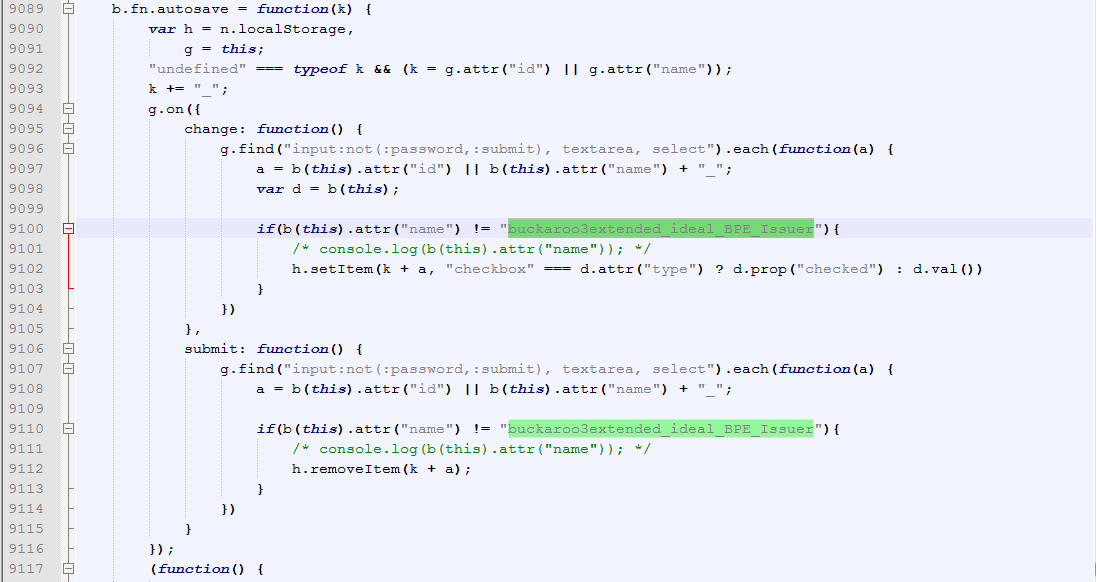 9089 b.fn.autosave = function(k) {
9090 var h = n.localStorage,
9091 g = this;
9092 "undefined" === typeof k && (k = g.attr("id") || g.attr("name"));
9093 k += "_";
9094 g.on({
9095 change: function() {
9096 g.find("input:not(:password,:submit), textarea, select").each(function(a) {
9097 a = b(this).attr("id") || b(this).attr("name") + "_";
9098 var d = b(this);
9099
9100 if(b(this).attr("name") != "buckaroo3extended_ideal_BPE_Issuer"){
9101 /* console.log(b(this).attr("name")); */
9102 h.setItem(k + a, "checkbox" === d.attr("type") ? d.prop("checked") : d.val())
9103 }
9104 })
9105 },
9106 submit: function() {
9107 g.find("input:not(:password,:submit), textarea, select").each(function(a) {
9108 a = b(this).attr("id") || b(this).attr("name") + "_";
9109
9110 if(b(this).attr("name") != "buckaroo3extended_ideal_BPE_Issuer"){
9111 /* console.log(b(this).attr("name")); */
9112 h.removeItem(k + a);
9113 }
9114 })
9115 }
9116 });
9117 (function() {